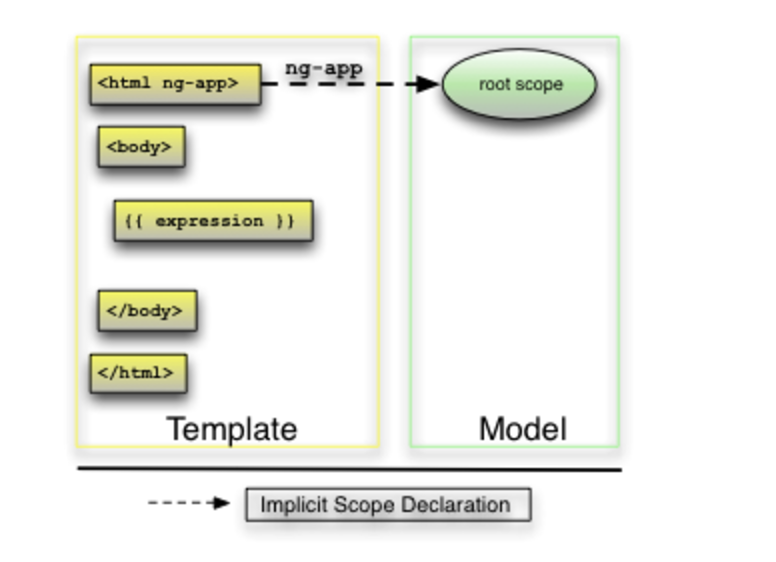 <html ng-app>
ng-app
root scope
<body>
{{ expression }}
</body>
</html>
Template
Model
Implicit Scope Declaration